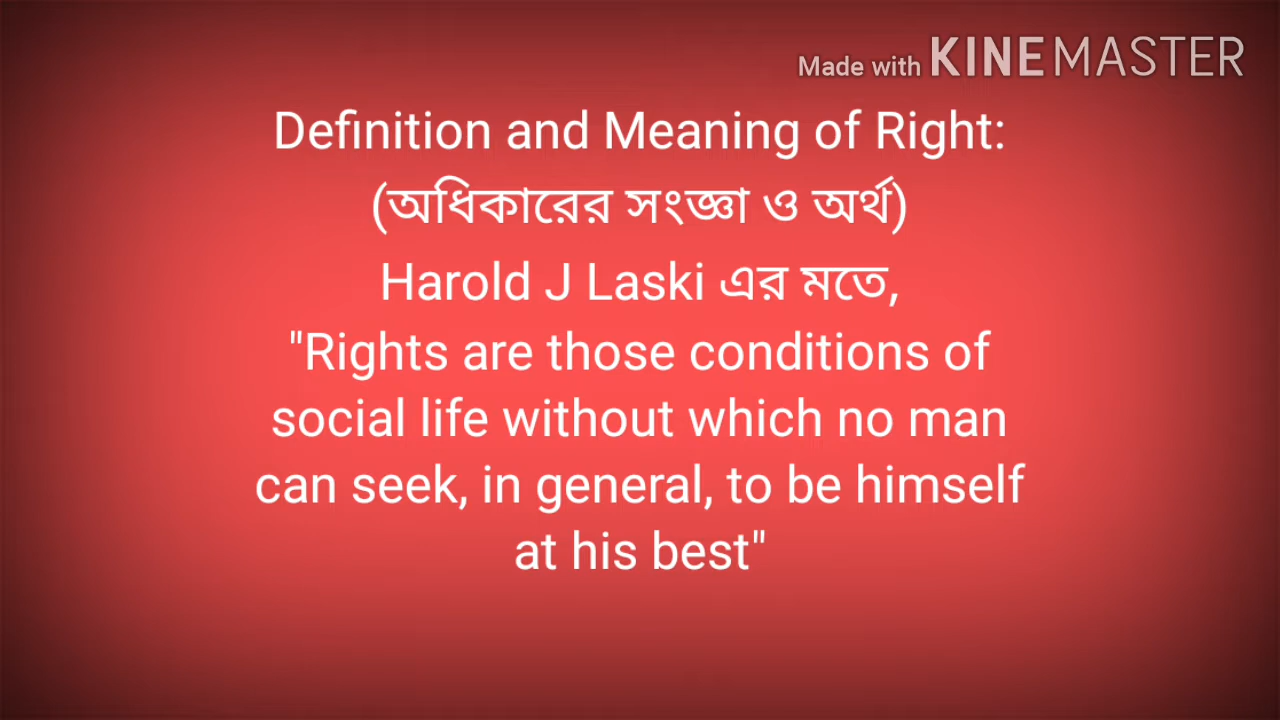 Made with KINEMASTER
Definition and Meaning of Right:
(অধিকারের সংজ্ঞা ও অর্থ)
Harold J Laski এর মতে,
"Rights are those conditions of
social life without which no man
can seek, in general, to be himself
at his best"